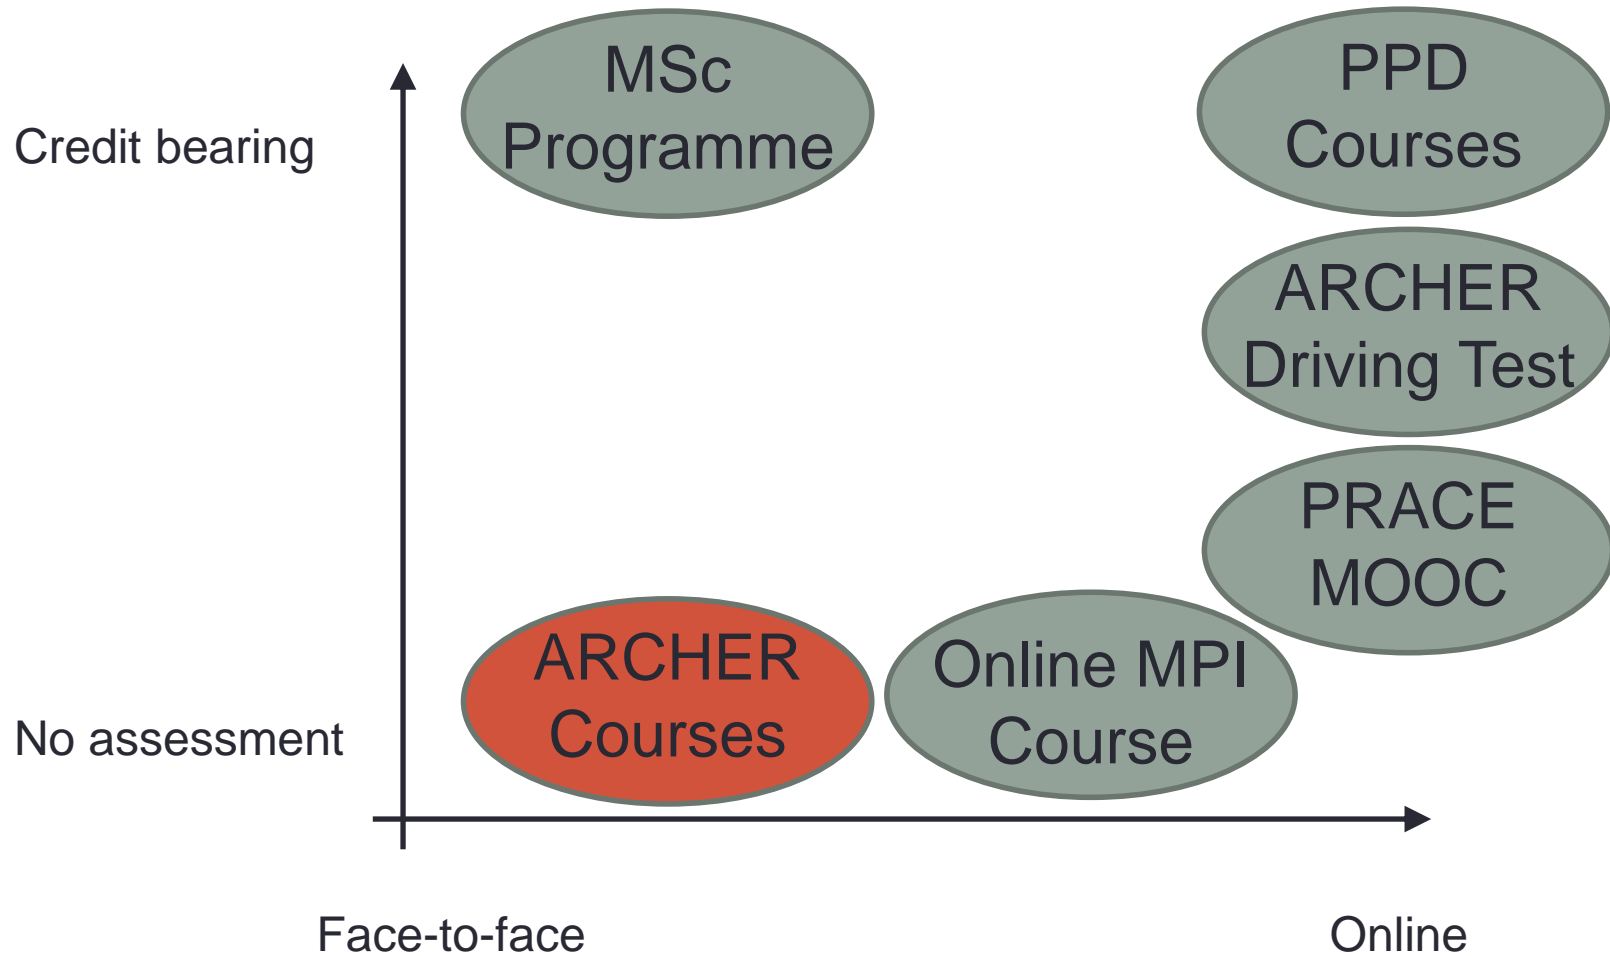 MSc
Programme
PPD
Courses
Credit bearing
ARCHER
Driving Test
PRACE
MOOC
ARCHER
Courses
Online MPI
Course
No assessment
Face-to-face
Online